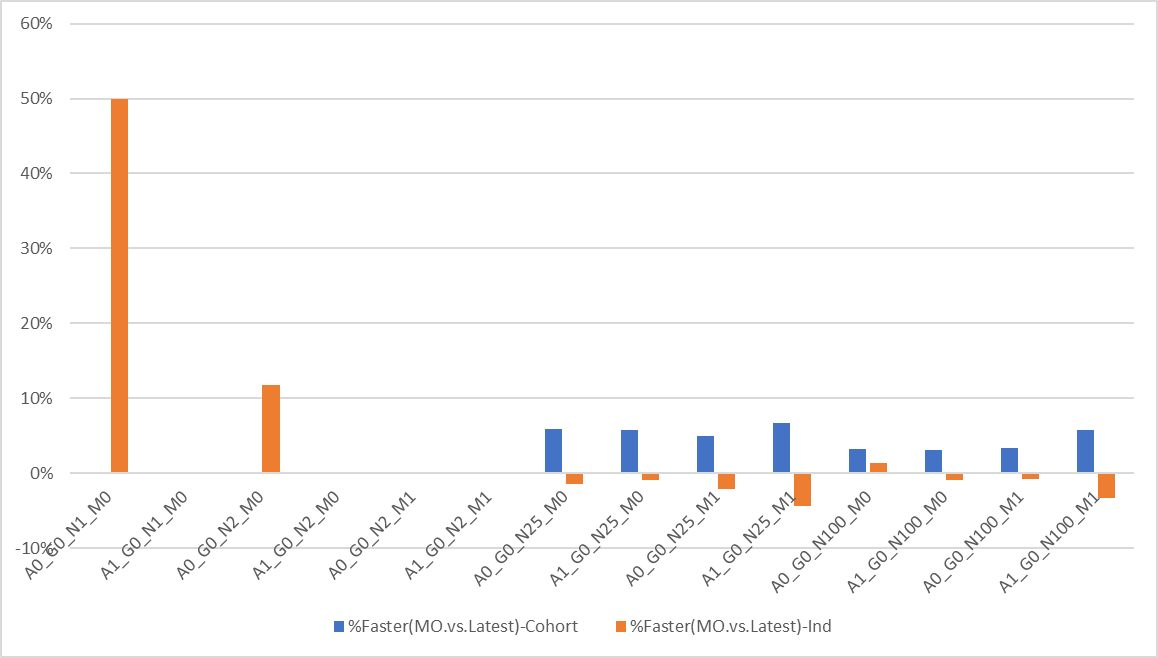 60%
50%
40%
30%
20%
10%
0%
-10%
A0_G0_N1_M0
A1_G0_N1_M0
A0_G0_N2_M0
A1_G0_N2_M0
A0_G0_N2_M1
A1_G0_N2_M1
A0_G0_N25_M0
A1_G0_N25_M0
A0_G0_N25_M1
A1_G0_N25_M1
A0_G0_N100_M0
A1_G0_N100_M0
A0_G0_N100_M1
A1_G0_N100_M1
%Faster(MO.vs.Latest)-Cohort
%Faster(MO.vs.Latest)-Ind